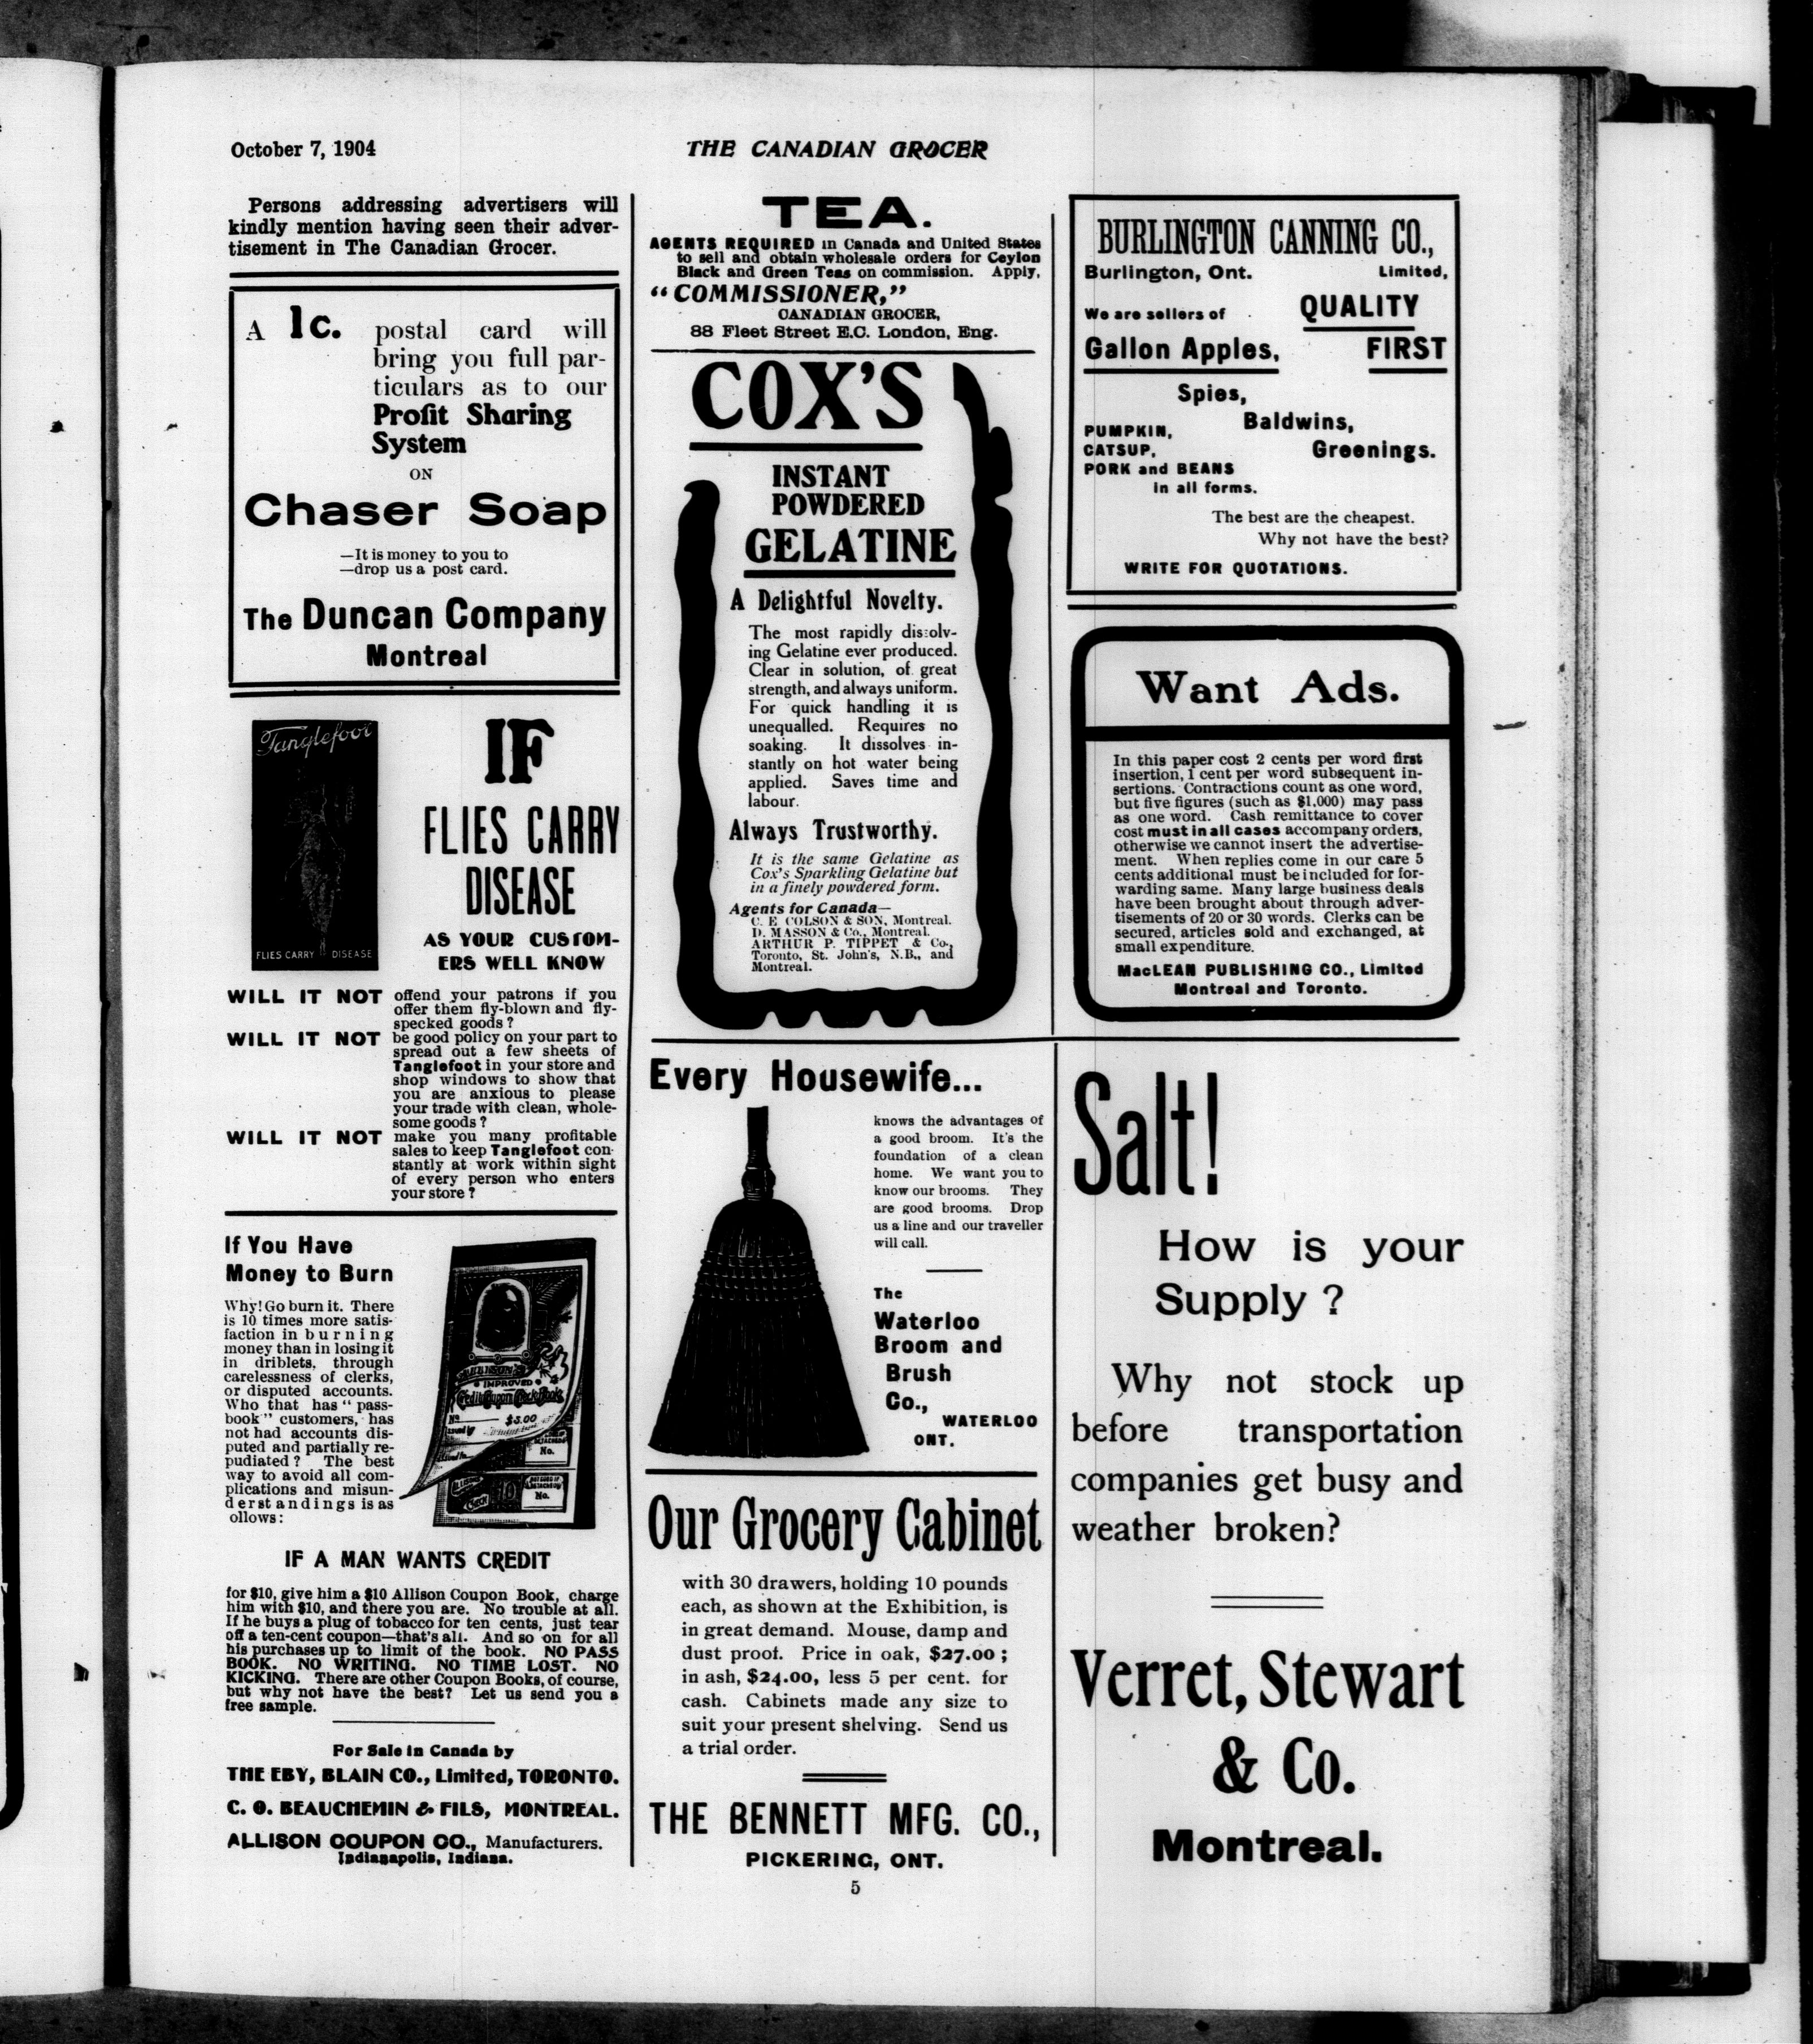 October 7, 1904
THE CANADIAN GROCER
Persons addressing advertisers will
kindly mention having seen their adver-
tisement in The Canadian Grocer.
A 1c. postal card will
bring you full par-
ticulars as to our
Profit Sharing
System
ON
Chaser Soap
—It is money to you to
—drop us a post card.
The Duncan Company
Montreal
Tanglefoot
FLIES CARRY DISEASE
IF
FLIES CARRY
DISEASE
AS YOUR CUSTOM-
ERS WELL KNOW
WILL IT NOT offend your patrons if you
offer them fly-blown and fly-
specked goods?
WILL IT NOT be good policy on your part to
spread out a few sheets of
Tanglefoot in your store and
shop windows to show that
you are anxious to please
your trade with clean, whole-
some goods?
WILL IT NOT make you many profitable
sales to keep Tanglefoot con-
stantly at work within sight
of every person who enters
your store?
If You Have
Money to Burn
Why! Go burn it. There
is 10 times more satis-
faction in burning
money than in losing it
in driblets, through
carelessness of clerks,
or disputed accounts.
Who that has "pass-
book" customers, has
not had accounts dis-
puted and partially re-
pudiated? The best
way to avoid all com-
plications and misun-
derstandings is as
ollows:
ALLISON'S
IMPROVED
Credit Coupon Check Book
No. $3.00
No.
10
No.
IF A MAN WANTS CREDIT
for $10, give him a $10 Allison Coupon Book, charge
him with $10, and there you are. No trouble at all.
If he buys a plug of tobacco for ten cents, just tear
off a ten-cent coupon—that's all. And so on for all
his purchases up to limit of the book. NO PASS
BOOK. NO WRITING. NO TIME LOST. NO
KICKING. There are other Coupon Books, of course,
but why not have the best? Let us send you a
free sample.
For Sale in Canada by
THE EBY, BLAIN CO., Limited, TORONTO.
C. O. BEAUCHEMIN & FILS, MONTREAL.
ALLISON COUPON CO., Manufacturers.
Indianapolis, Indiana.
TEA.
AGENTS REQUIRED in Canada and United States
to sell and obtain wholesale orders for Ceylon
Black and Green Teas on commission. Apply,
"COMMISSIONER,"
CANADIAN GROCER,
88 Fleet Street E.C. London, Eng.
COX'S
INSTANT
POWDERED
GELATINE
A Delightful Novelty.
The most rapidly dissolv-
ing Gelatine ever produced.
Clear in solution, of great
strength, and always uniform.
For quick handling it is
unequalled. Requires no
soaking. It dissolves in-
stantly on hot water being
applied. Saves time and
labour.
Always Trustworthy.
It is the same Gelatine as
Cox's Sparkling Gelatine but
in a finely powdered form.
Agents for Canada—
C. E COLSON & SON, Montreal.
D. MASSON & Co., Montreal.
ARTHUR P. TIPPET & Co.,
Toronto, St. John's, N.B., and
Montreal.
Every Housewife...
knows the advantages of
a good broom. It's the
foundation of a clean
home. We want you to
know our brooms. They
are good brooms. Drop
us a line and our traveller
will call.
The
Waterloo
Broom and
Brush
Co.,
WATERLOO
ONT.
Our Grocery Cabinet
with 30 drawers, holding 10 pounds
each, as shown at the Exhibition, is
in great demand. Mouse, damp and
dust proof. Price in oak, $27.00;
in ash, $24.00, less 5 per cent. for
cash. Cabinets made any size to
suit your present shelving. Send us
a trial order.
THE BENNETT MFG. CO.,
PICKERING, ONT.
5
BURLINGTON CANNING CO.,
Burlington, Ont. Limited,
We are sellers of QUALITY
Gallon Apples, FIRST
Spies,
Baldwins,
PUMPKIN,
CATSUP, Greenings.
PORK and BEANS
in all forms.
The best are the cheapest.
Why not have the best?
WRITE FOR QUOTATIONS.
Want Ads.
In this paper cost 2 cents per word first
insertion, 1 cent per word subsequent in-
sertions. Contractions count as one word,
but five figures (such as $1,000) may pass
as one word. Cash remittance to cover
cost must in all cases accompany orders,
otherwise we cannot insert the advertise-
ment. When replies come in our care 5
cents additional must be included for for-
warding same. Many large business deals
have been brought about through adver-
tisements of 20 or 30 words. Clerks can be
secured, articles sold and exchanged, at
small expenditure.
MacLEAN PUBLISHING CO., Limited
Montreal and Toronto.
Salt!
How is your
Supply?
Why not stock up
before transportation
companies get busy and
weather broken?
Verret, Stewart
& Co.
Montreal.